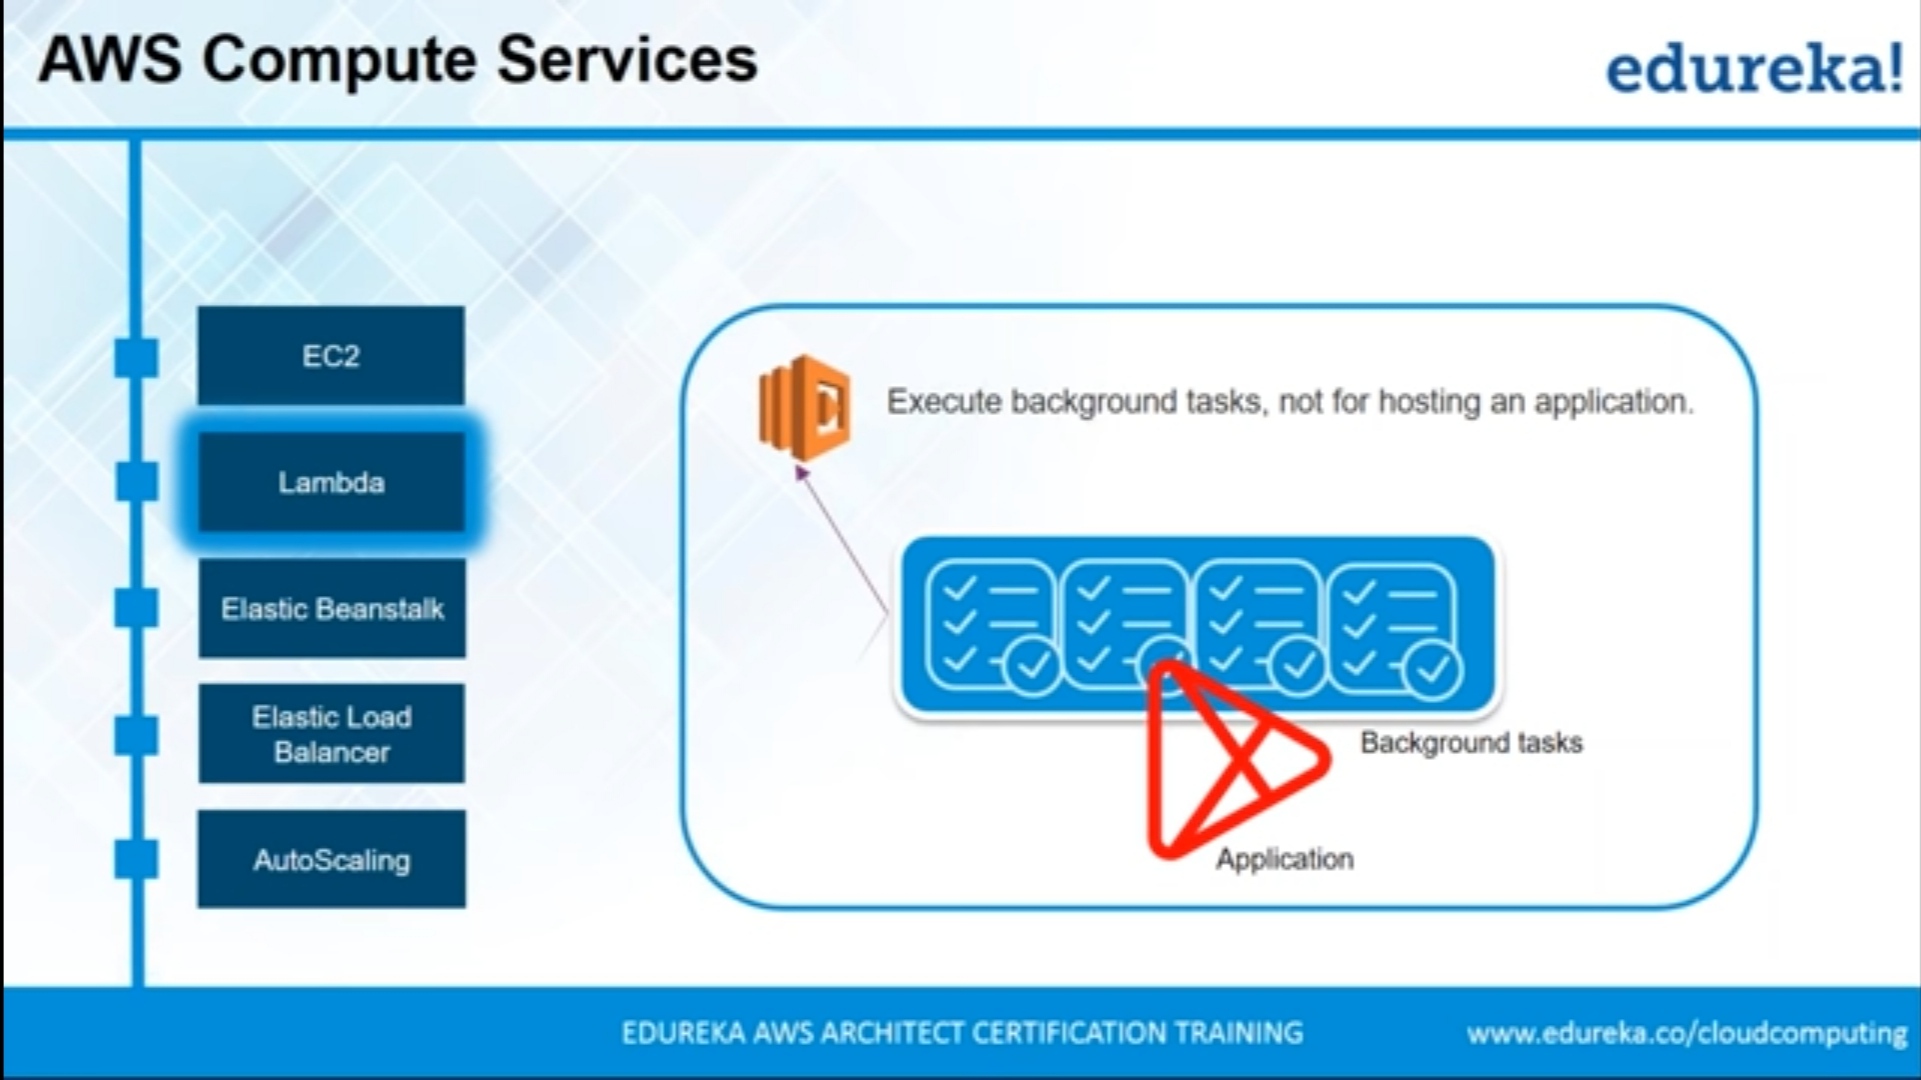 AWS Compute Services
edureka!
EC2
Lambda
Elastic Beanstalk
Elastic Load
Balancer
AutoScaling
Execute background tasks, not for hosting an application.
Background tasks
Application
EDUREKA AWS ARCHITECT CERTIFICATION TRAINING
www.edureka.co/cloudcomputing